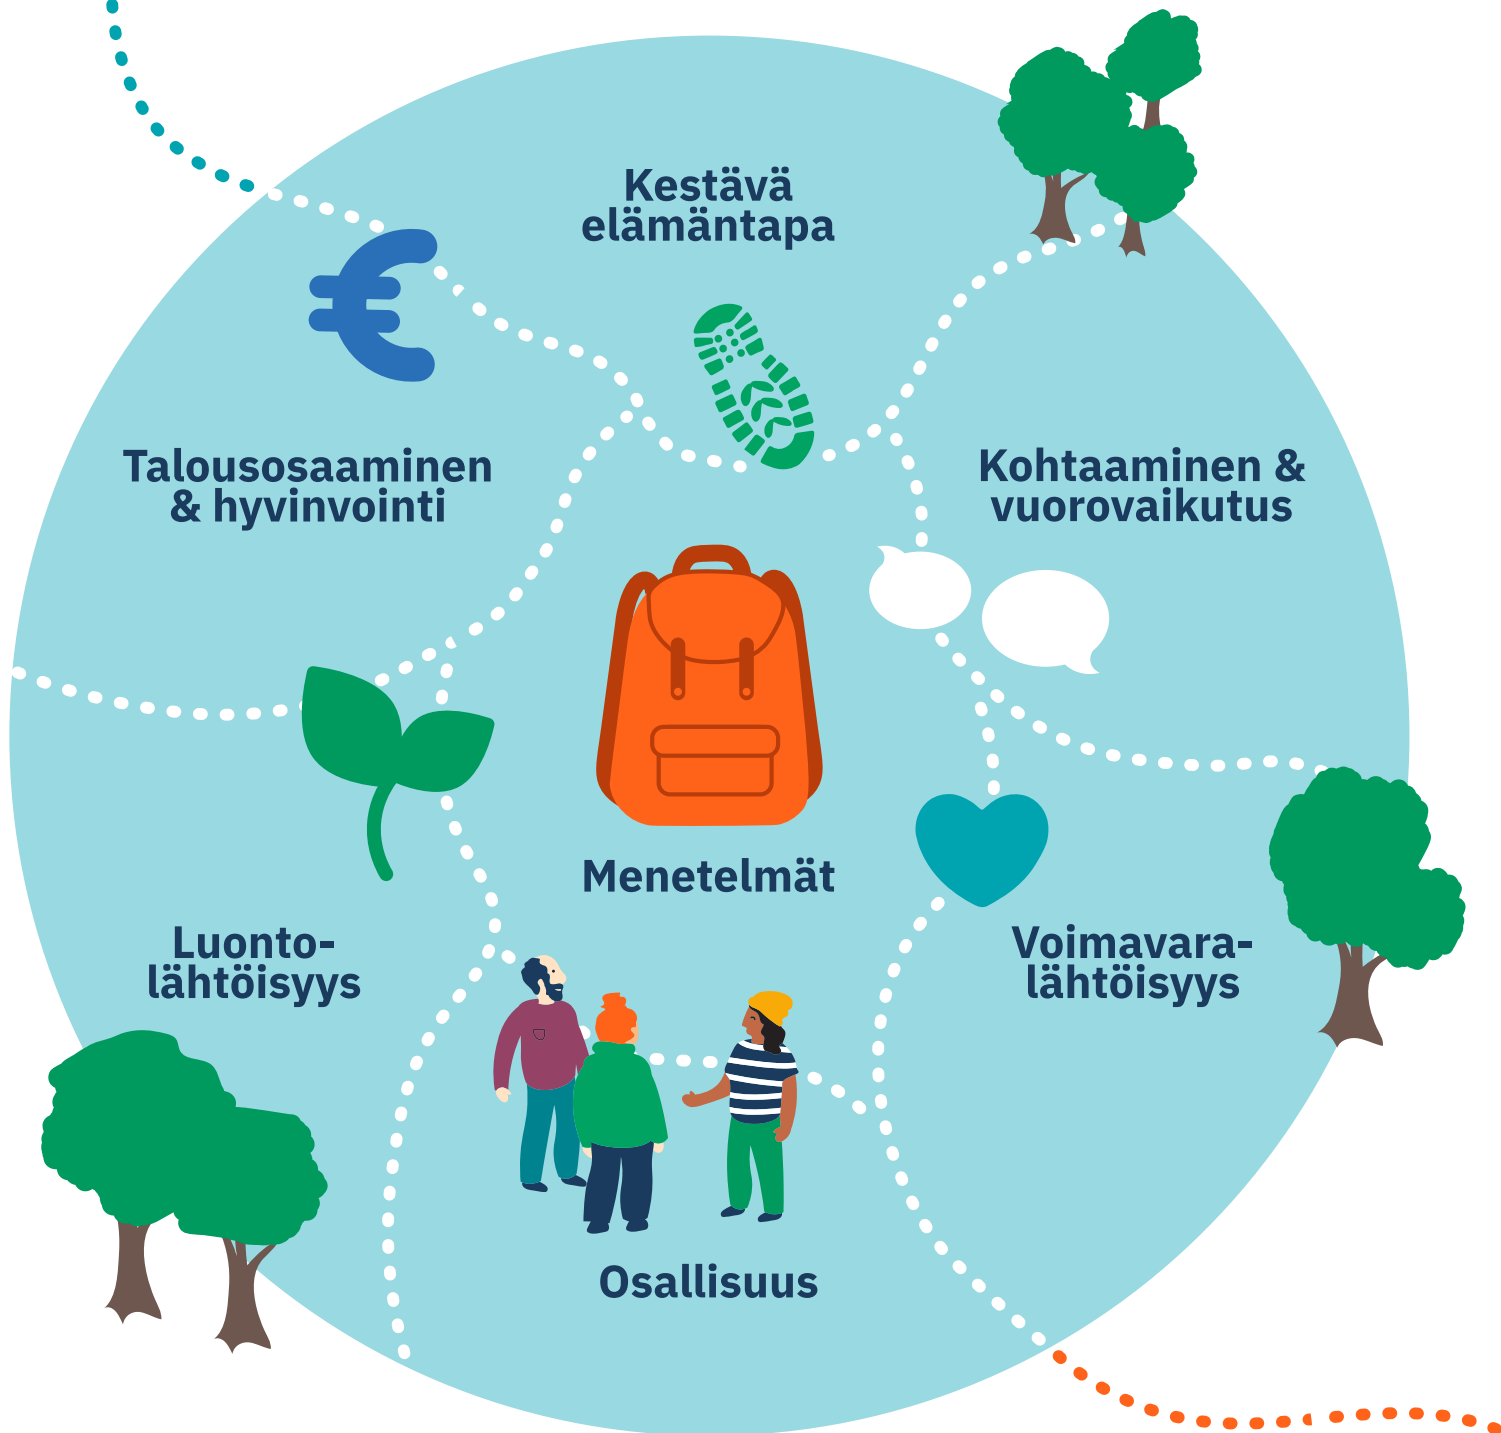 Kestävä
elämäntapa
Talousosaaminen
& hyvinvointi
Kohtaaminen &
vuorovaikutus
Menetelmät
Luonto-
lähtöisyys
Voimavara-
lähtöisyys
Osallisuus